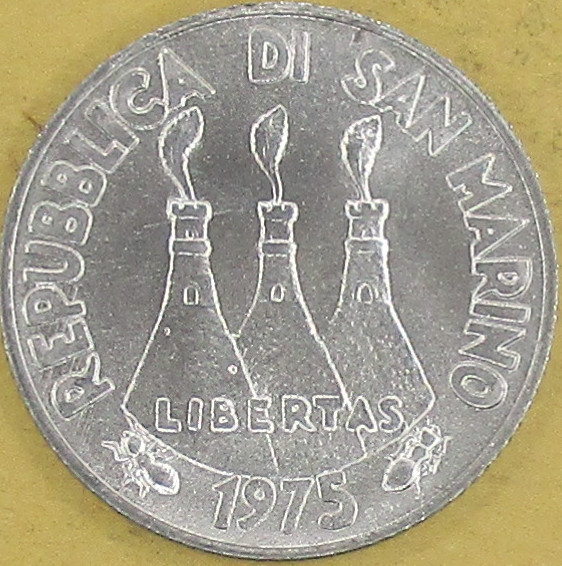 REPUBBLICA DI SAN MARINO
LIBERTAS
1975